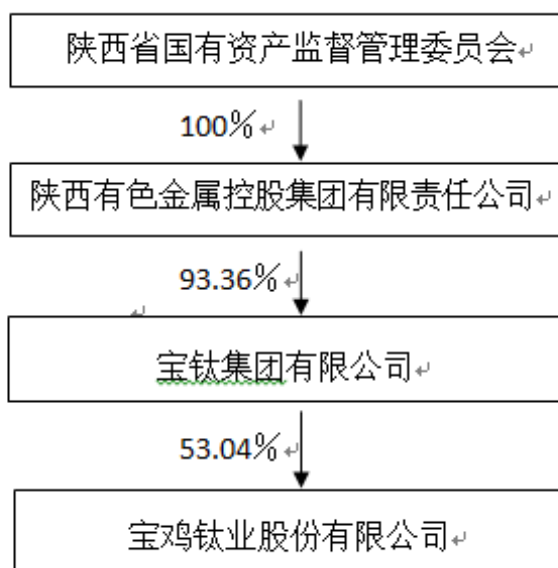 陕西省国有资产监督管理委员会
100%
陕西有色金属控股集团有限责任公司
93.36%
宝钛集团有限公司
53.04%
宝鸡钛业股份有限公司